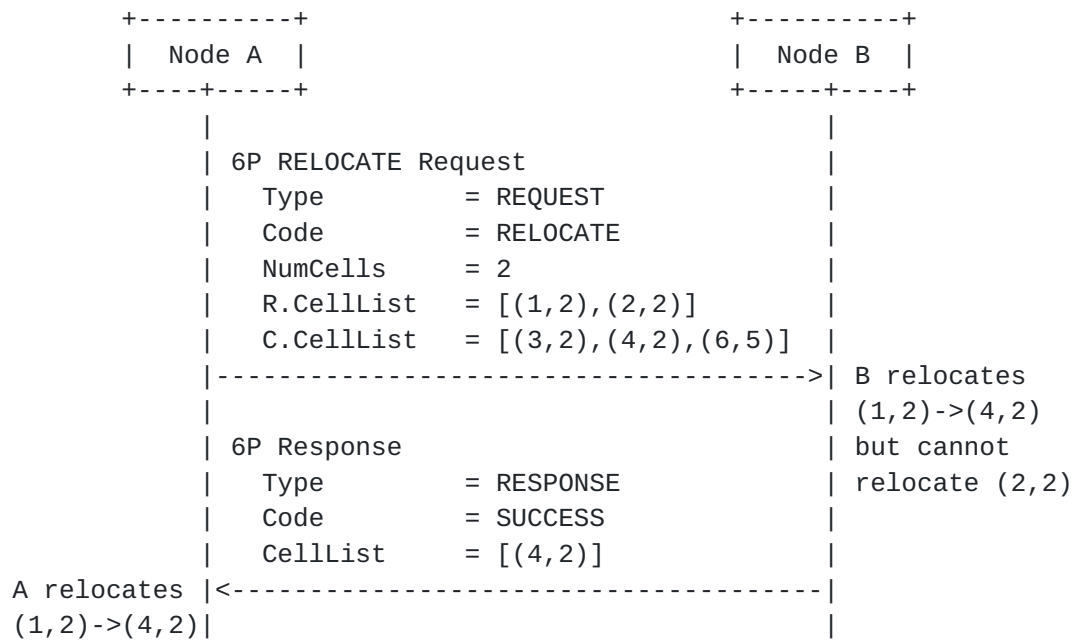 +----------+                           +----------+
       |  Node A  |                           |  Node B  |
       +----+-----+                           +-----+----+
            |                                       |
            | 6P RELOCATE Request                   |
            |   Type         = REQUEST              |
            |   Code         = RELOCATE             |
            |   NumCells     = 2                    |
            |   R.CellList   = [(1,2),(2,2)]        |
            |   C.CellList   = [(3,2),(4,2),(6,5)]  |
            |-------------------------------------->| B relocates
            |                                       | (1,2)->(4,2)
            | 6P Response                           | but cannot
            |   Type         = RESPONSE             | relocate (2,2)
            |   Code         = SUCCESS              |
            |   CellList     = [(4,2)]              |
A relocates |<--------------------------------------|
(1,2)->(4,2)|                                       |